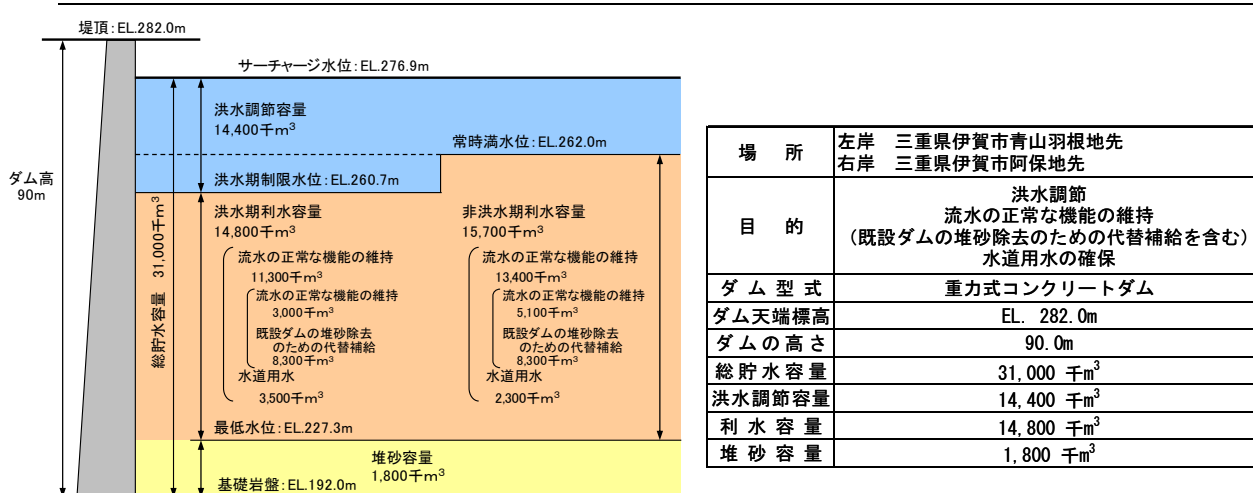 堤頂:EL.282.0m
サーチャージ水位:EL.276.9m
洪水調節容量
14,400千m³
常時満水位:EL.262.0m
ダム高
90m
洪水期制限水位:EL.260.7m
総貯水容量 31,000千m³
洪水期利水容量
14,800千m³
流水の正常な機能の維持
11,300千m³
流水の正常な機能の維持
3,000千m³
既設ダムの堆砂除去
のための代替補給
8,300千m³
水道用水
3,500千m³
非洪水期利水容量
15,700千m³
流水の正常な機能の維持
13,400千m³
流水の正常な機能の維持
5,100千m³
既設ダムの堆砂除去
のための代替補給
8,300千m³
水道用水
2,300千m³
最低水位:EL.227.3m
堆砂容量
1,800千m³
基礎岩盤:EL.192.0m
場 所
左岸 三重県伊賀市青山羽根地先
右岸 三重県伊賀市阿保地先
目 的
洪水調節
流水の正常な機能の維持
(既設ダムの堆砂除去のための代替補給を含む)
水道用水の確保
ダム型式 重力式コンクリートダム
ダム天端標高 EL. 282.0m
ダムの高さ 90.0m
総貯水容量 31,000 千m³
洪水調節容量 14,400 千m³
利水容量 14,800 千m³
堆砂容量 1,800 千m³